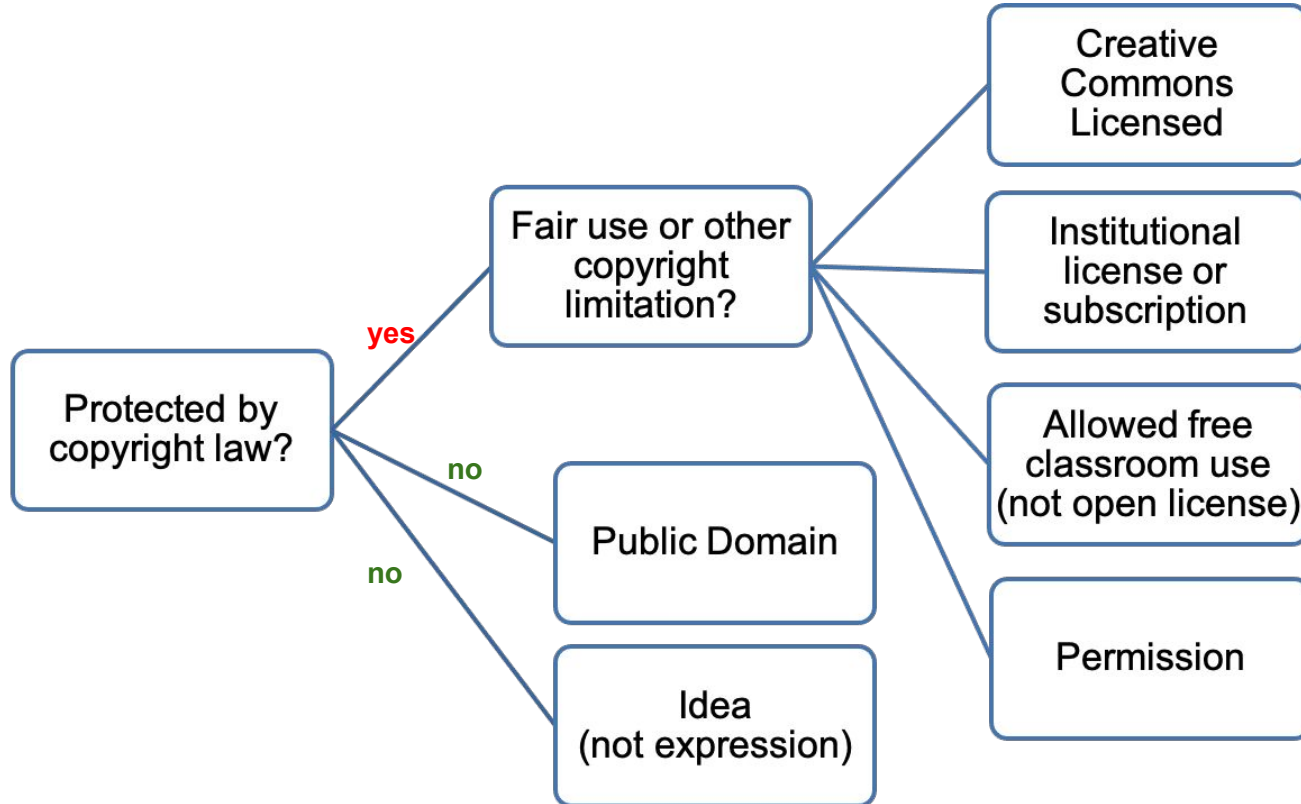 Protected by
copyright law?
yes
no
no
Fair use or other
copyright
limitation?
Public Domain
Idea
(not expression)
Creative
Commons
Licensed
Institutional
license or
subscription
Allowed free
classroom use
(not open license)
Permission